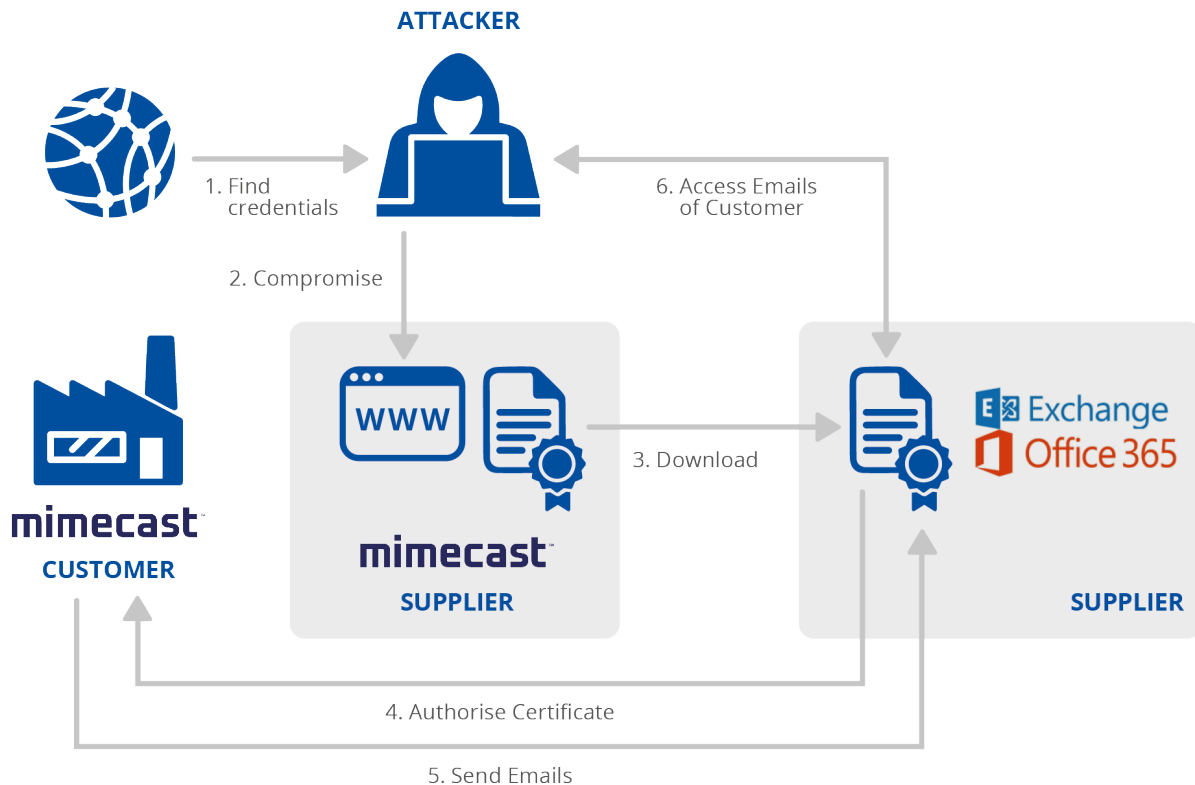 ATTACKER
1. Find
credentials
6. Access Emails
of Customer
2. Compromise
www
Exchange
Office 365
E
3. Download
mimecast™
CUSTOMER
mimecast™
SUPPLIER
SUPPLIER
4. Authorise Certificate
5. Send Emails